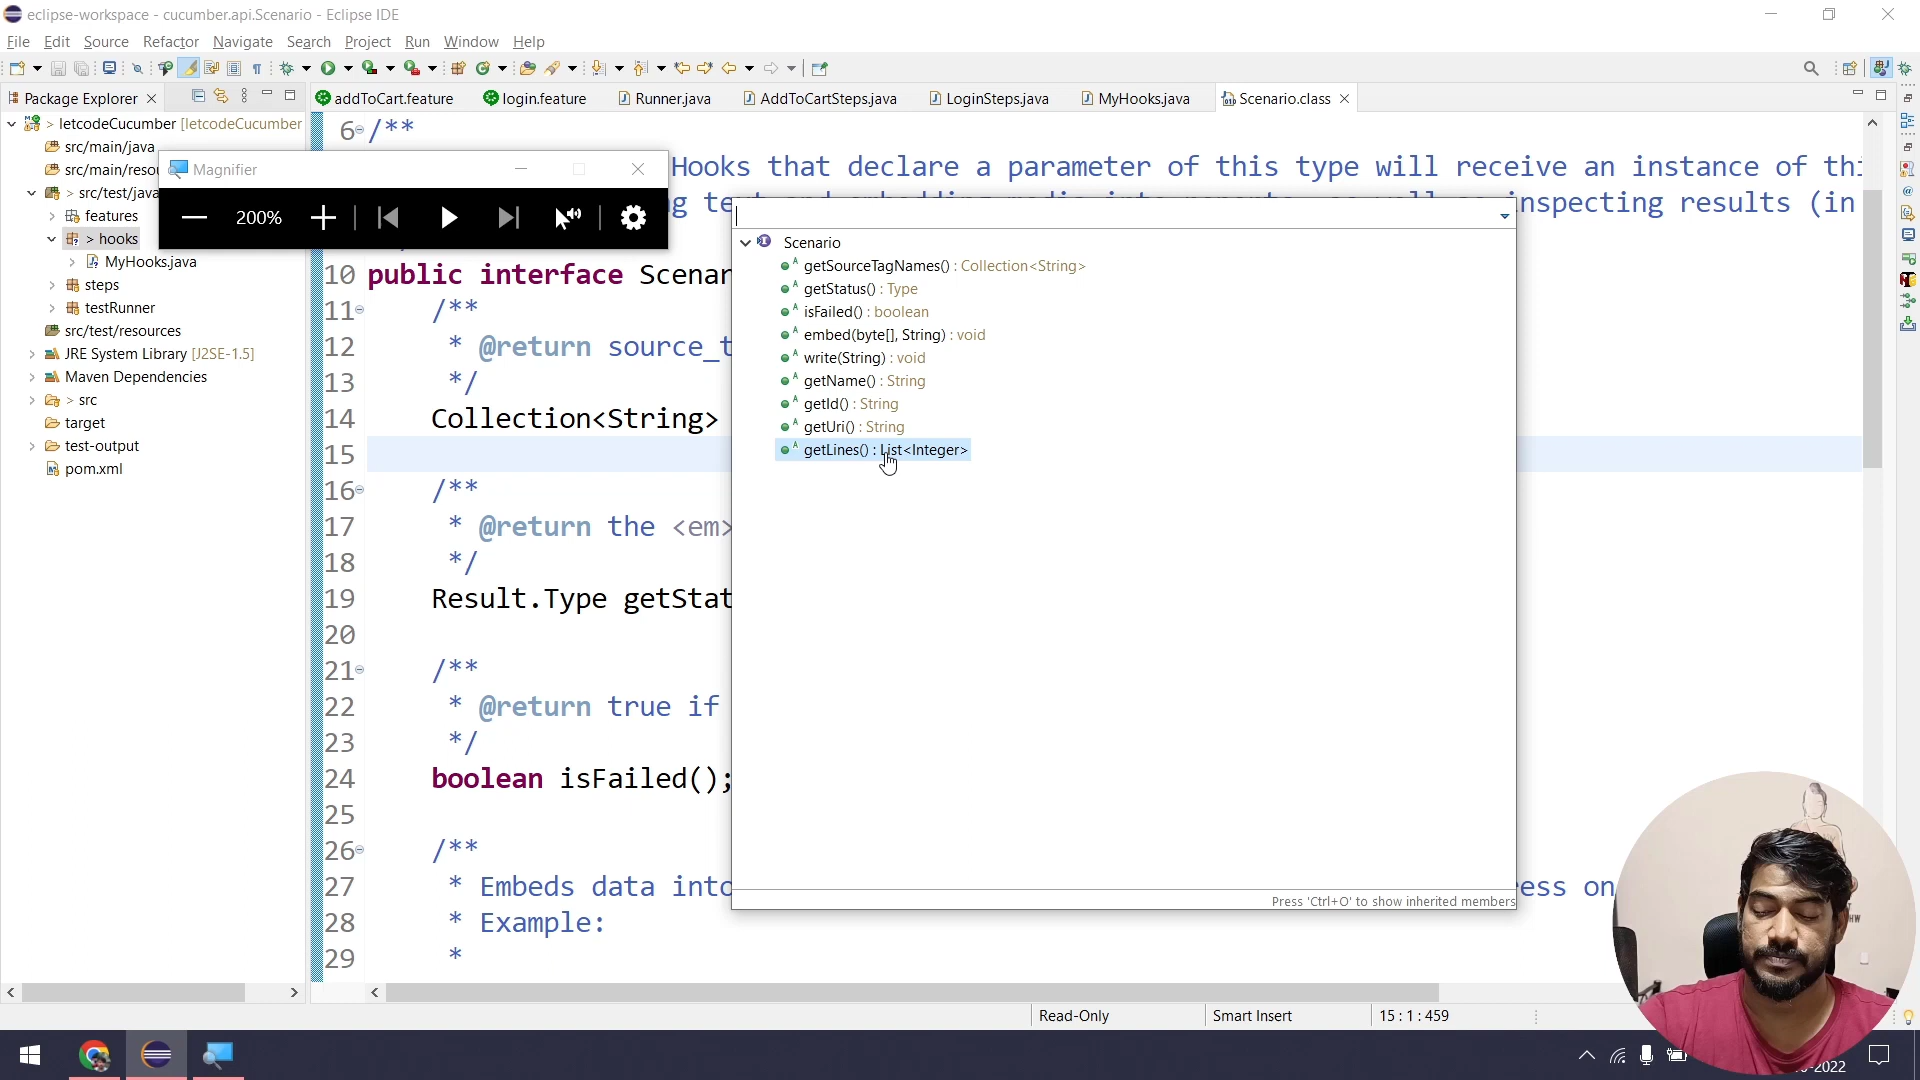 eclipse-workspace - cucumber.api.Scenario - Eclipse IDE
File Edit Source Refactor Navigate Search Project Run Window Help
Package Explorer
addToCart.feature login.feature Runner.java AddToCartSteps.java LoginSteps.java MyHooks.java Scenario.class
> letcodeCucumber [letcodeCucumber
src/main/java
src/main/resou
src/test/java
features
> hooks
MyHooks.java
steps
testRunner
src/test/resources
JRE System Library [J2SE-1.5]
Maven Dependencies
> src
target
test-output
pom.xml
Magnifier
200%
6 /**
Hooks that declare a parameter of this type will receive an instance of thi
inspecting results (in
10 public interface Scenar
11 /**
12 * @return source_t
13 */
14 Collection<String>
15
16 /**
17 * @return the <em>
18 */
19 Result.Type getStat
20
21 /**
22 * @return true if
23 */
24 boolean isFailed();
25
26 /**
27 * Embeds data into ess on
28 * Example:
29 *
Scenario
getSourceTagNames() : Collection<String>
getStatus() : Type
isFailed() : boolean
embed(byte[], String) : void
write(String) : void
getName() : String
getId() : String
getUri() : String
getLines() : List<Integer>
Press 'Ctrl+O' to show inherited members
Read-Only Smart Insert 15 : 1 : 459
-2022